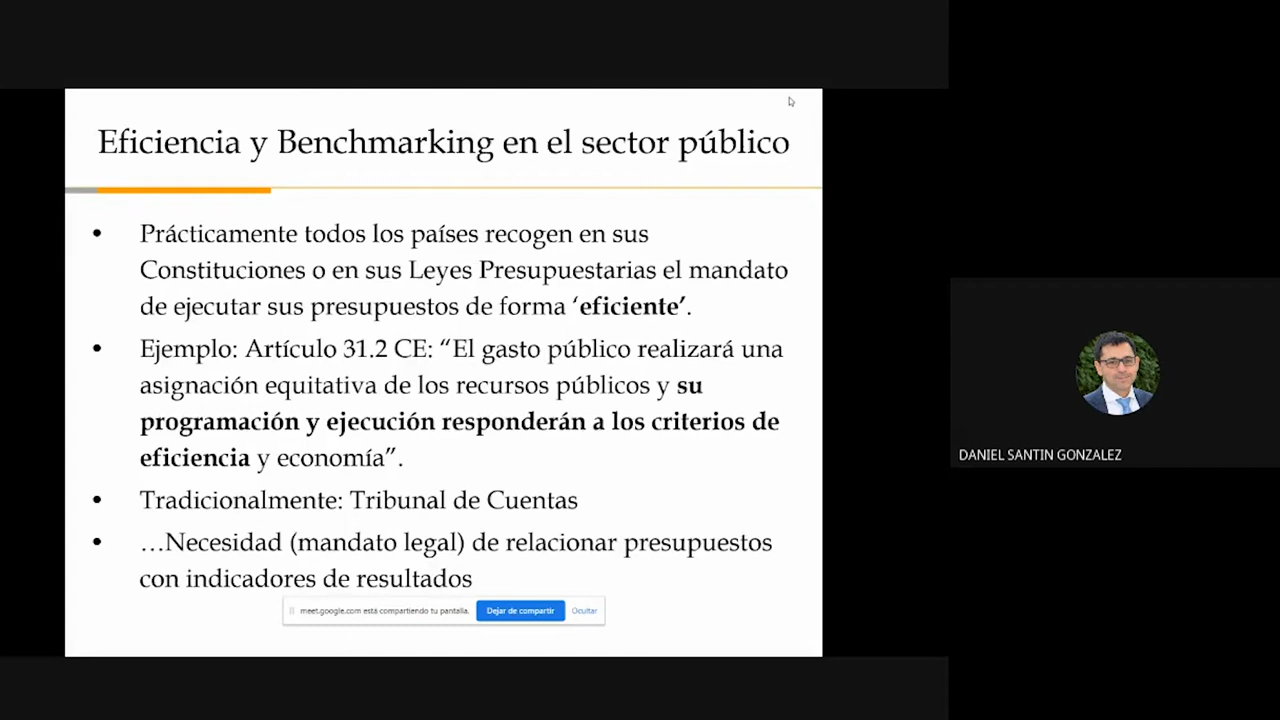 Eficiencia y Benchmarking en el sector público
• Prácticamente todos los países recogen en sus
Constituciones o en sus Leyes Presupuestarias el mandato
de ejecutar sus presupuestos de forma ‘eficiente’.
• Ejemplo: Artículo 31.2 CE: “El gasto público realizará una
asignación equitativa de los recursos públicos y su
programación y ejecución responderán a los criterios de
eficiencia y economía”.
• Tradicionalmente: Tribunal de Cuentas
• …Necesidad (mandato legal) de relacionar presupuestos
con indicadores de resultados
meet.google.com está compartiendo tu pantalla. Dejar de compartir Ocultar
DANIEL SANTIN GONZALEZ